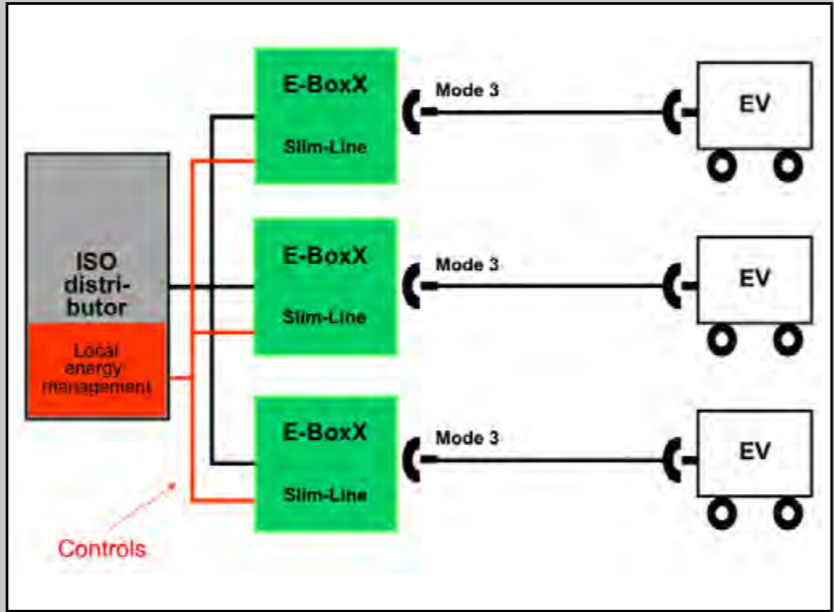 E-BoxX
Slim-Line
Mode 3
EV
ISO
distri-
butor
Local
energy
management
E-BoxX
Slim-Line
Mode 3
EV
E-BoxX
Slim-Line
Mode 3
EV
Controls